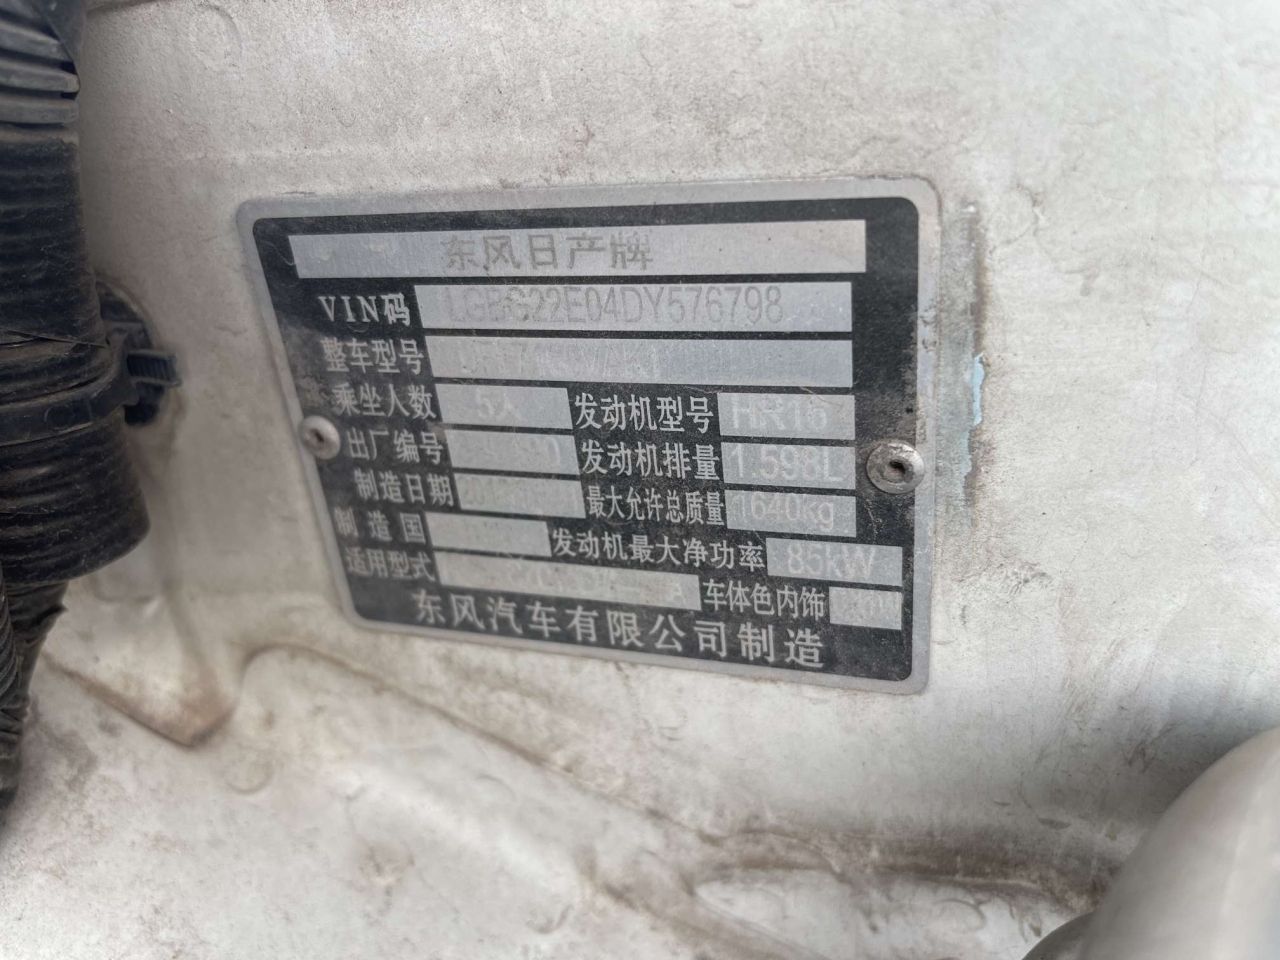 东风日产牌
VIN码 LGBG22E04DY576798
整车型号
乘坐人数 5人 发动机型号 HR16
出厂编号 发动机排量 1.598L
制造日期 最大允许总质量 1640kg
制造国 发动机最大净功率 85kW
适用型式 车体色内饰
东风汽车有限公司制造